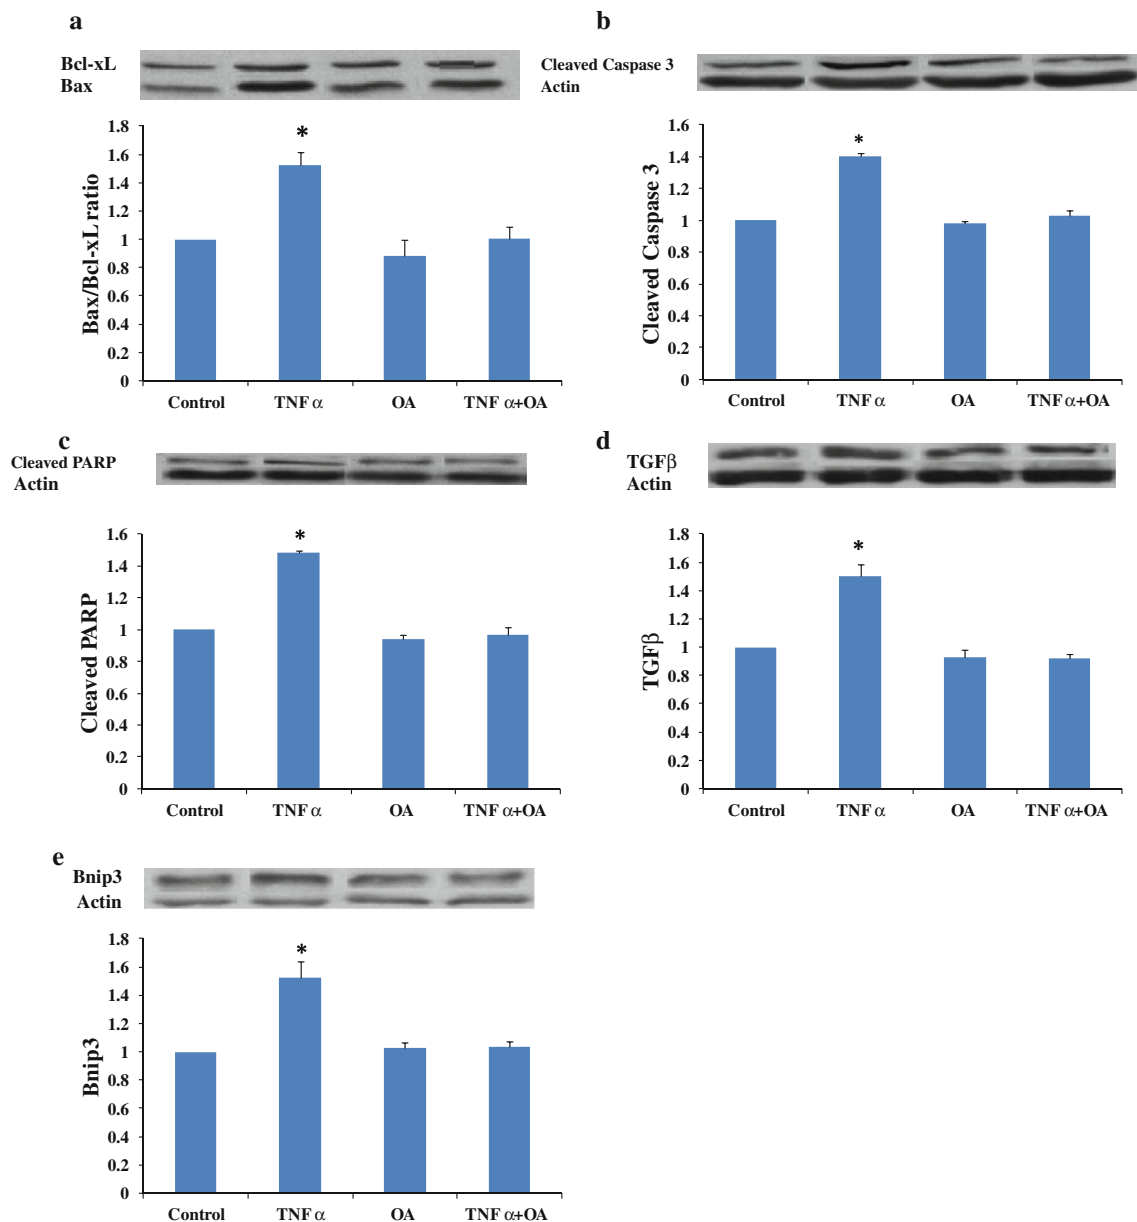 a
Bcl-xL
Bax
*
1.8
1.6
1.4
1.2
1
0.8
0.6
0.4
0.2
0
Bax/Bcl-xL ratio
Control TNF α OA TNF α+OA
b
Cleaved Caspase 3
Actin
*
1.6
1.4
1.2
1
0.8
0.6
0.4
0.2
0
Cleaved Caspase 3
Control TNF α OA TNF α+OA
c
Cleaved PARP
Actin
*
1.6
1.4
1.2
1
0.8
0.6
0.4
0.2
0
Cleaved PARP
Control TNF α OA TNF α+OA
d
TGFβ
Actin
*
1.8
1.6
1.4
1.2
1
0.8
0.6
0.4
0.2
0
TGFβ
Control TNF α OA TNF α+OA
e
Bnip3
Actin
*
1.8
1.6
1.4
1.2
1
0.8
0.6
0.4
0.2
0
Bnip3
Control TNF α OA TNF α+OA